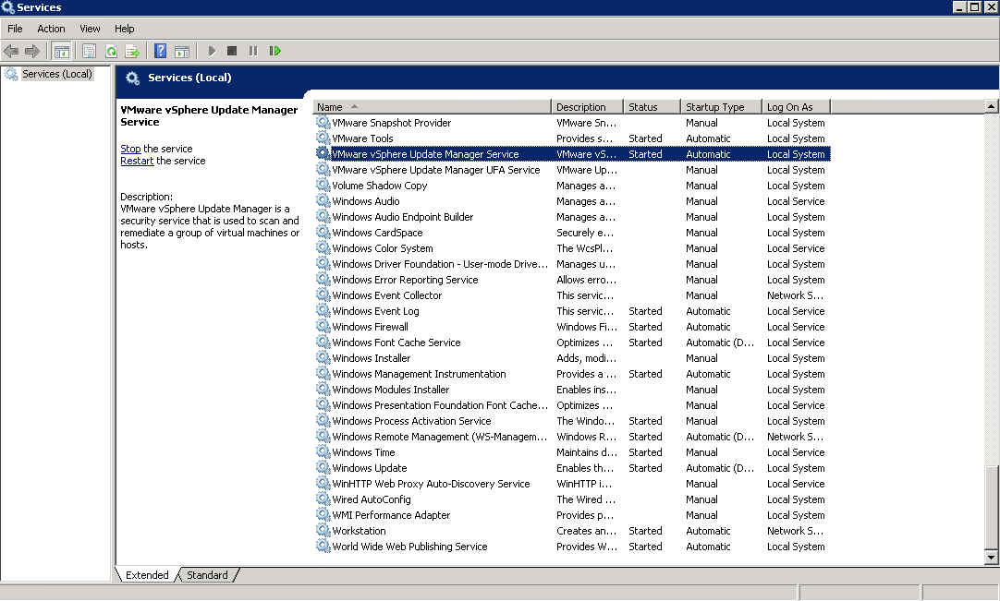 Services
File Action View Help
Services (Local)
Services (Local)
VMware vSphere Update Manager
Service
Stop the service
Restart the service
Description:
VMware vSphere Update Manager is a
security service that is used to scan and
remediate a group of virtual machines or
hosts.
Name Description Status Startup Type Log On As
VMware Snapshot Provider VMware Sn... Manual Local System
VMware Tools Provides s... Started Automatic Local System
VMware vSphere Update Manager Service VMware vS... Started Automatic Local System
VMware vSphere Update Manager UFA Service VMware Up... Manual Local System
Volume Shadow Copy Manages a... Manual Local System
Windows Audio Manages a... Manual Local Service
Windows Audio Endpoint Builder Manages a... Manual Local System
Windows CardSpace Securely e... Manual Local System
Windows Color System The WcsPl... Manual Local Service
Windows Driver Foundation - User-mode Drive... Manages u... Manual Local System
Windows Error Reporting Service Allows erro... Manual Local System
Windows Event Collector This servic... Manual Network S...
Windows Event Log This servic... Started Automatic Local Service
Windows Firewall Windows Fi... Started Automatic Local Service
Windows Font Cache Service Optimizes ... Started Automatic (D... Local Service
Windows Installer Adds, modi... Manual Local System
Windows Management Instrumentation Provides a ... Started Automatic Local System
Windows Modules Installer Enables ins... Manual Local System
Windows Presentation Foundation Font Cache... Optimizes ... Manual Local Service
Windows Process Activation Service The Windo... Started Manual Local System
Windows Remote Management (WS-Managem... Windows R... Started Automatic (D... Network S...
Windows Time Maintains d... Started Manual Local Service
Windows Update Enables th... Started Automatic (D... Local System
WinHTTP Web Proxy Auto-Discovery Service WinHTTP i... Manual Local Service
Wired AutoConfig The Wired ... Manual Local System
WMI Performance Adapter Provides p... Manual Local System
Workstation Creates an... Started Automatic Network S...
World Wide Web Publishing Service Provides W... Started Automatic Local System
Extended Standard